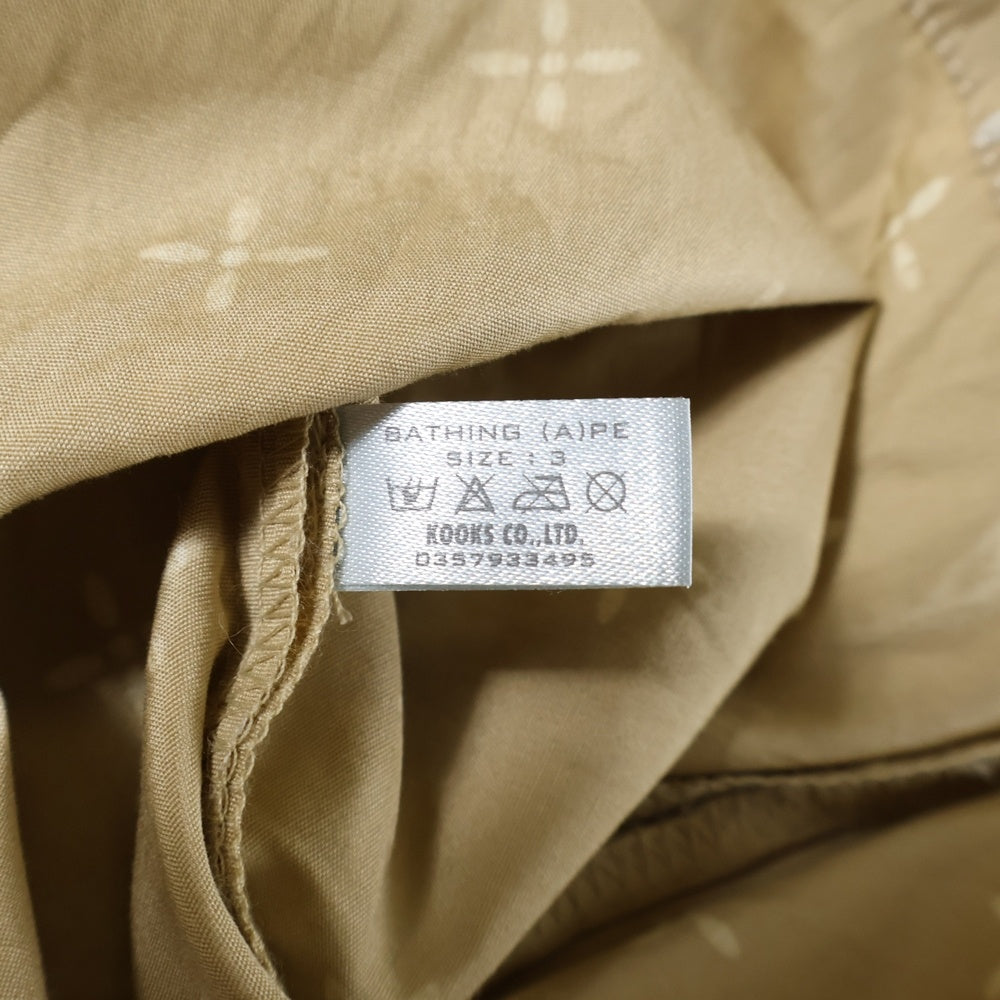 BATHING (A)PE
SIZE : 3
KOOKS CO.,LTD.
0357933495